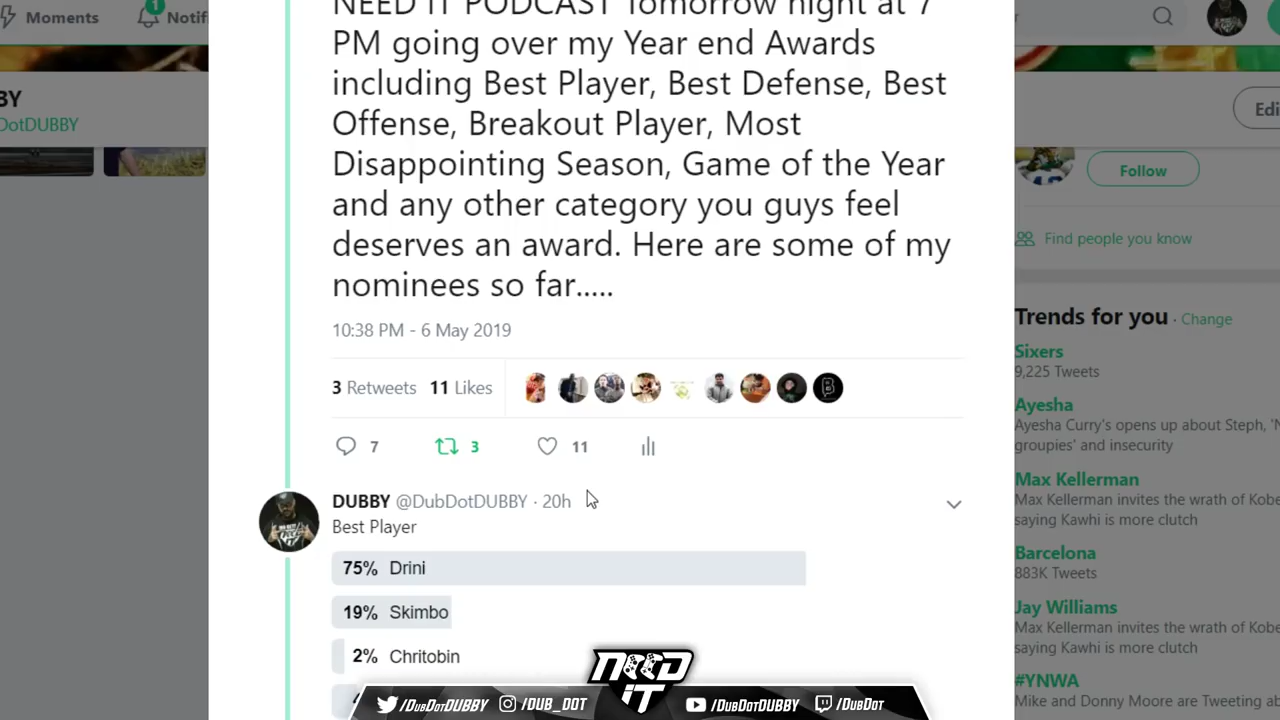 Moments
1
Notif
NEED IT PODCAST Tomorrow night at 7
PM going over my Year end Awards
including Best Player, Best Defense, Best
Offense, Breakout Player, Most
Disappointing Season, Game of the Year
and any other category you guys feel
deserves an award. Here are some of my
nominees so far.....
10:38 PM - 6 May 2019
3 Retweets 11 Likes
7 3 11
DUBBY @DubDotDUBBY · 20h
Best Player
75% Drini
19% Skimbo
2% Chritobin
BY
DotDUBBY
Edi
Follow
Find people you know
Trends for you · Change
Sixers
9,225 Tweets
Ayesha
Ayesha Curry's opens up about Steph, 'N
groupies' and insecurity
Max Kellerman
Max Kellerman invites the wrath of Kobe
saying Kawhi is more clutch
Barcelona
883K Tweets
Jay Williams
Max Kellerman invites the wrath of Kobe
saying Kawhi is more clutch
#YNWA
Mike and Donny Moore are Tweeting ab
NEED
IT
/DubDotDUBBY /DUB_DOT /DubDotDUBBY /DubDot